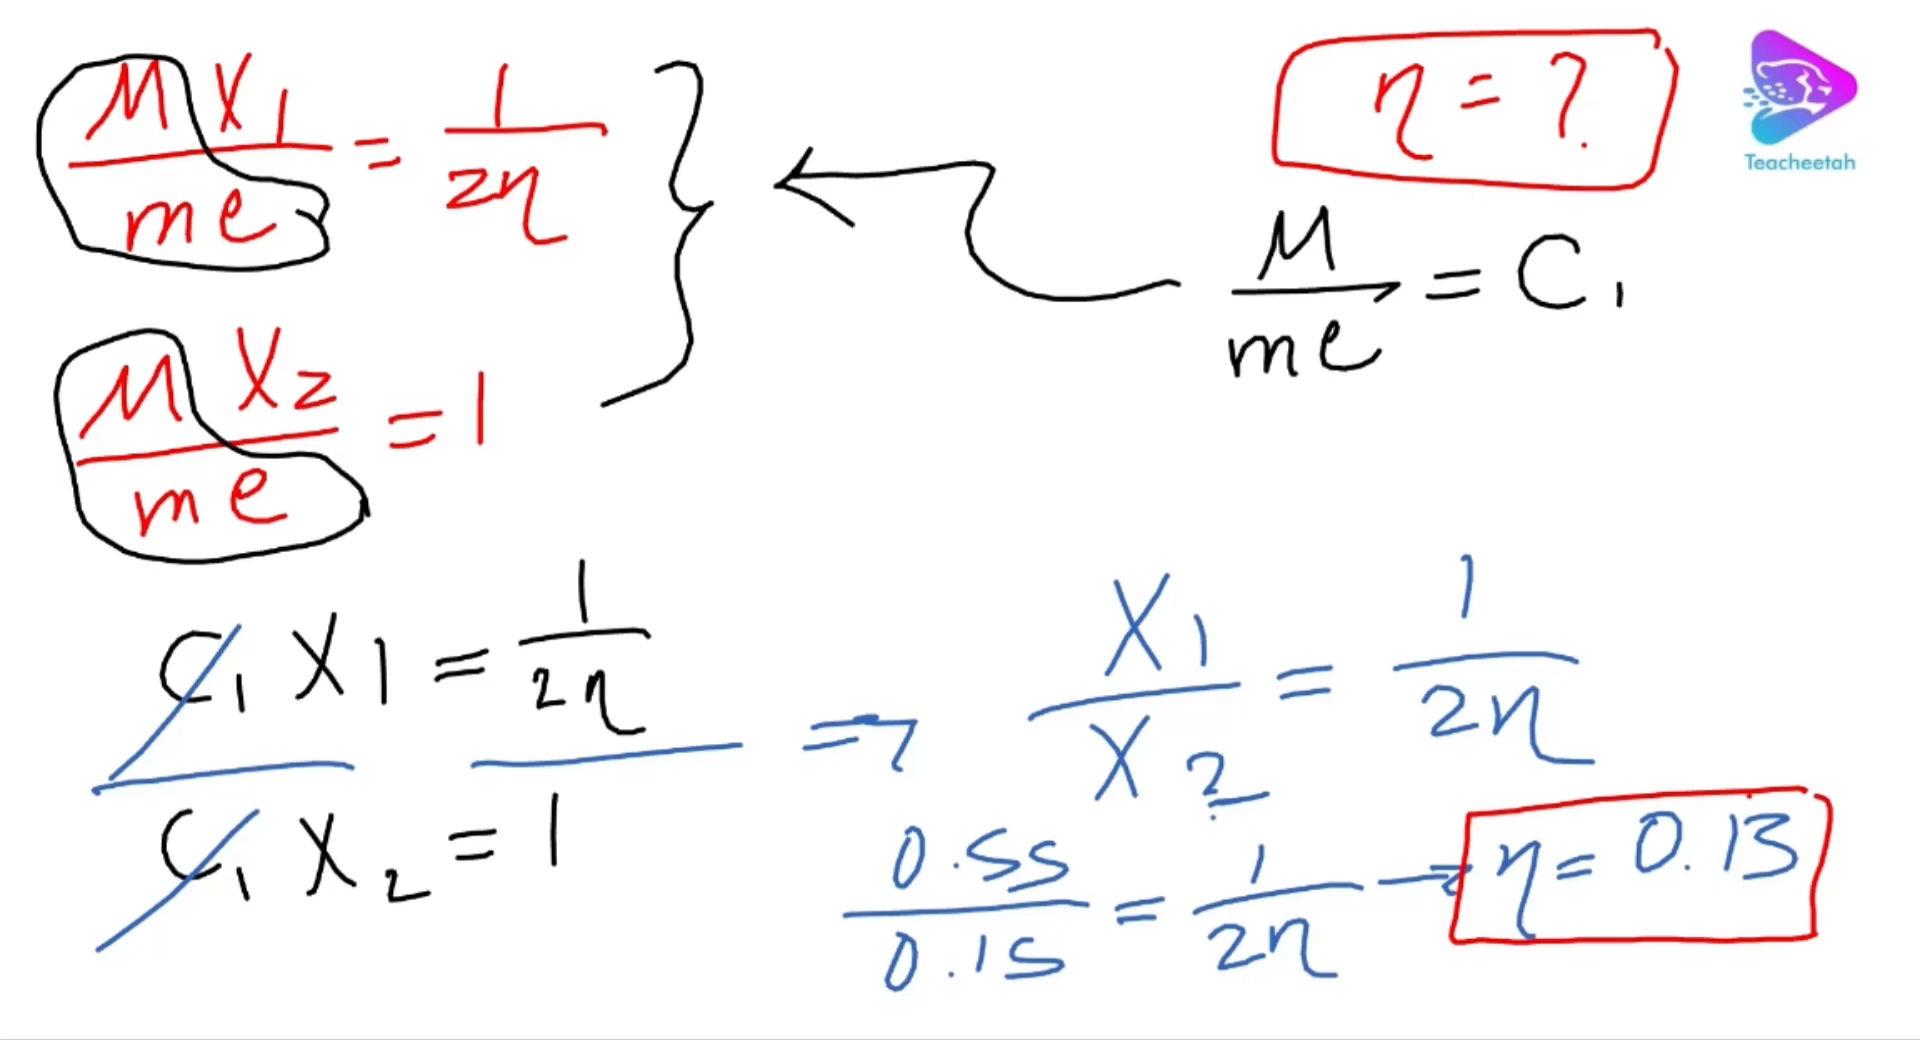 M X1 / me = 1 / 2η
η = ?
Teacheetah
M / me = C1
M X2 / me = 1
C1 X1 = 1 / 2η
C1 X2 = 1
=> X1 / X2 = 1 / 2η
0.55 / 0.15 = 1 / 2η → η = 0.13